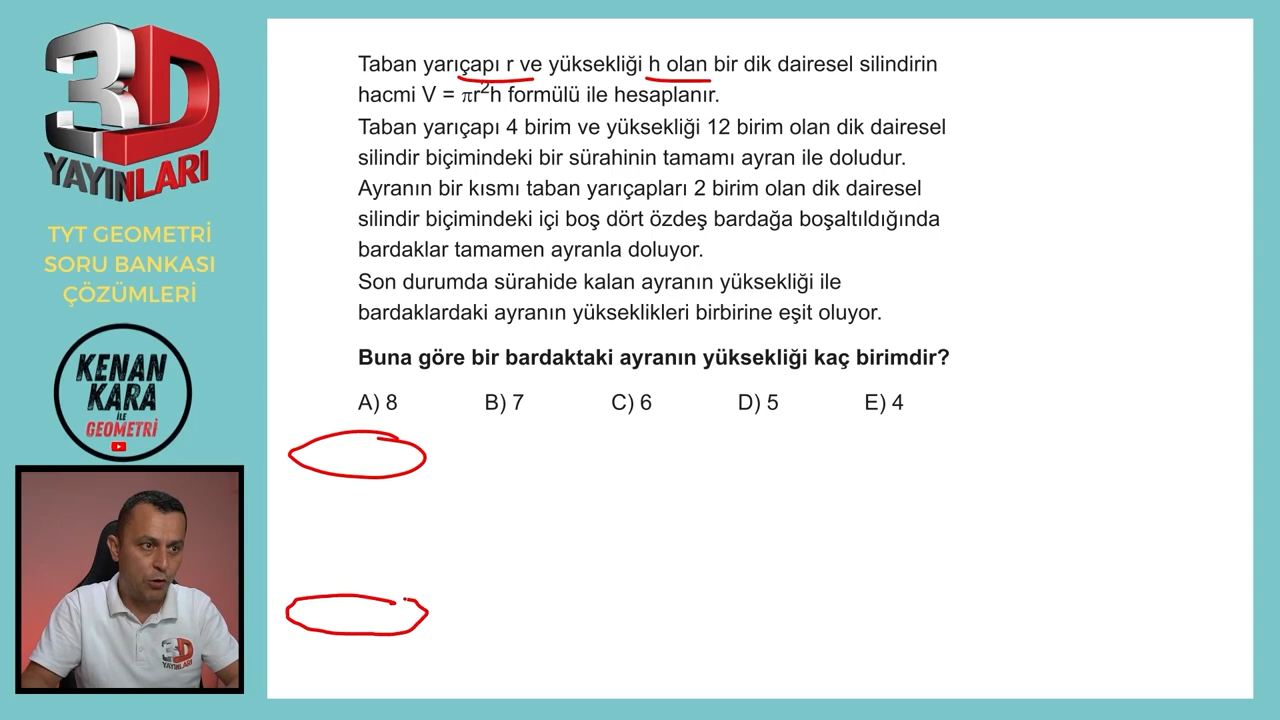 3D
YAYINLARI
TYT GEOMETRİ
SORU BANKASI
ÇÖZÜMLERİ
KENAN
KARA
İLE
GEOMETRİ
3D
YAYINLARI
Taban yarıçapı r ve yüksekliği h olan bir dik dairesel silindirin
hacmi V = πr²h formülü ile hesaplanır.
Taban yarıçapı 4 birim ve yüksekliği 12 birim olan dik dairesel
silindir biçimindeki bir sürahinin tamamı ayran ile doludur.
Ayranın bir kısmı taban yarıçapları 2 birim olan dik dairesel
silindir biçimindeki içi boş dört özdeş bardağa boşaltıldığında
bardaklar tamamen ayranla doluyor.
Son durumda sürahide kalan ayranın yüksekliği ile
bardaklardaki ayranın yükseklikleri birbirine eşit oluyor.
Buna göre bir bardaktaki ayranın yüksekliği kaç birimdir?
A) 8 B) 7 C) 6 D) 5 E) 4